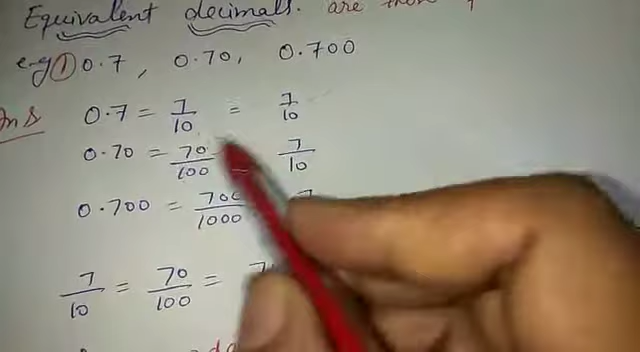 Equivalent decimals. are
e.g ① 0.7, 0.70, 0.700
Ans 0.7 = 7/10 = 7/10
0.70 = 70/100 = 7/10
0.700 = 700/1000 7
7/10 = 70/100 =